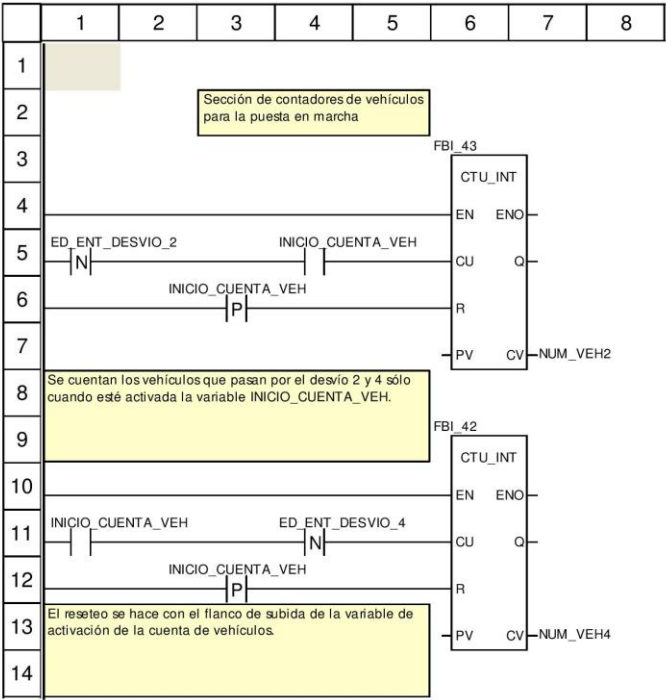 1 2 3 4 5 6 7 8
1
2
Sección de contadores de vehículos
para la puesta en marcha
3
FBI_43
CTU_INT
4
EN ENO
5
ED_ENT_DESVIO_2 INICIO_CUENTA_VEH
N
CU Q
6
INICIO_CUENTA_VEH
P
R
7
PV CV NUM_VEH2
8
Se cuentan los vehículos que pasan por el desvío 2 y 4 sólo
cuando esté activada la variable INICIO_CUENTA_VEH.
9
FBI_42
CTU_INT
10
EN ENO
11
INICIO_CUENTA_VEH ED_ENT_DESVIO_4
N
CU Q
12
INICIO_CUENTA_VEH
P
R
13
El reseteo se hace con el flanco de subida de la variable de
activación de la cuenta de vehículos.
PV CV NUM_VEH4
14